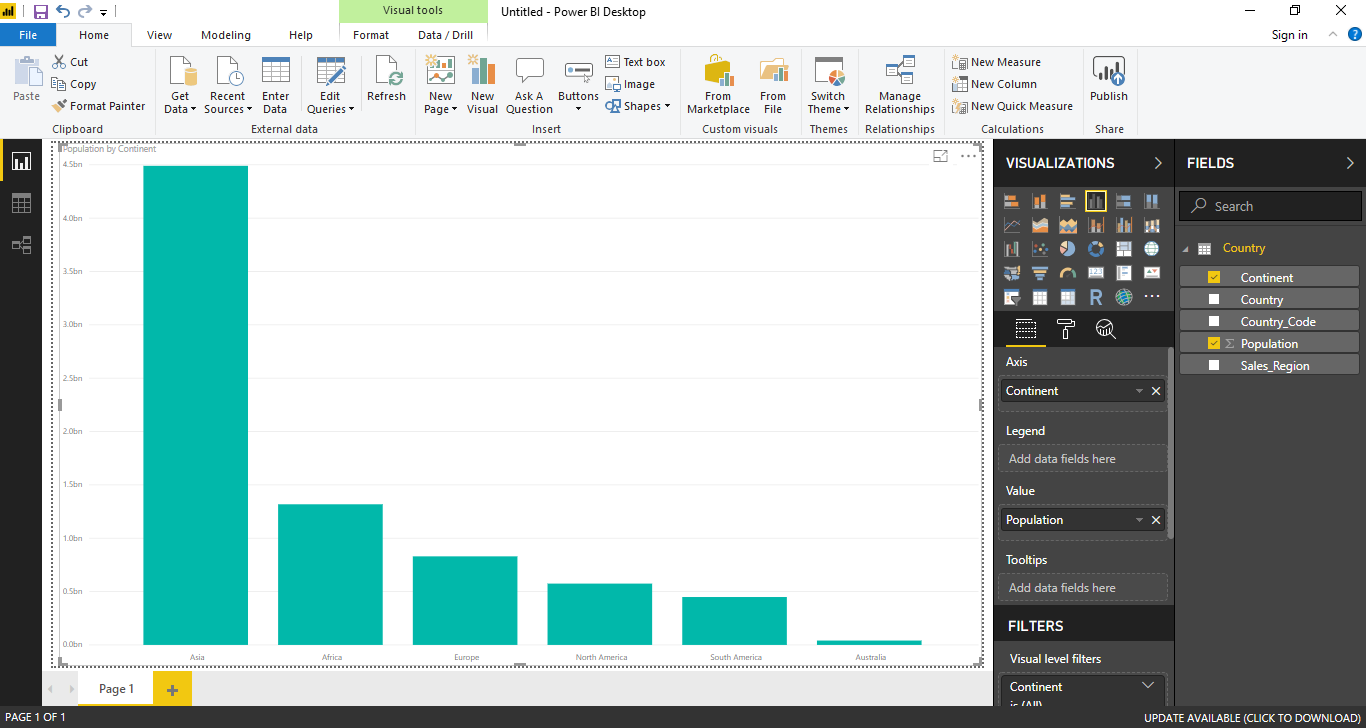 Visual tools
Untitled - Power BI Desktop
File Home View Modeling Help Format Data / Drill Sign in ?
Paste
Cut
Copy
Format Painter
Clipboard
Get Data
Recent Sources
Enter Data
Edit Queries
Refresh
External data
New Page
New Visual
Ask A Question
Buttons
Text box
Image
Shapes
Insert
From Marketplace
From File
Custom visuals
Switch Theme
Themes
Manage Relationships
Relationships
New Measure
New Column
New Quick Measure
Calculations
Publish
Share
Population by Continent
4.5bn
4.0bn
3.5bn
3.0bn
2.5bn
2.0bn
1.5bn
1.0bn
0.5bn
0.0bn
Asia Africa Europe North America South America Australia
VISUALIZATIONS
123
R
Axis
Continent
Legend
Add data fields here
Value
Population
Tooltips
Add data fields here
FILTERS
Visual level filters
Continent
is (All)
FIELDS
Search
Country
Continent
Country
Country_Code
Σ Population
Sales_Region
Page 1 +
PAGE 1 OF 1
UPDATE AVAILABLE (CLICK TO DOWNLOAD)